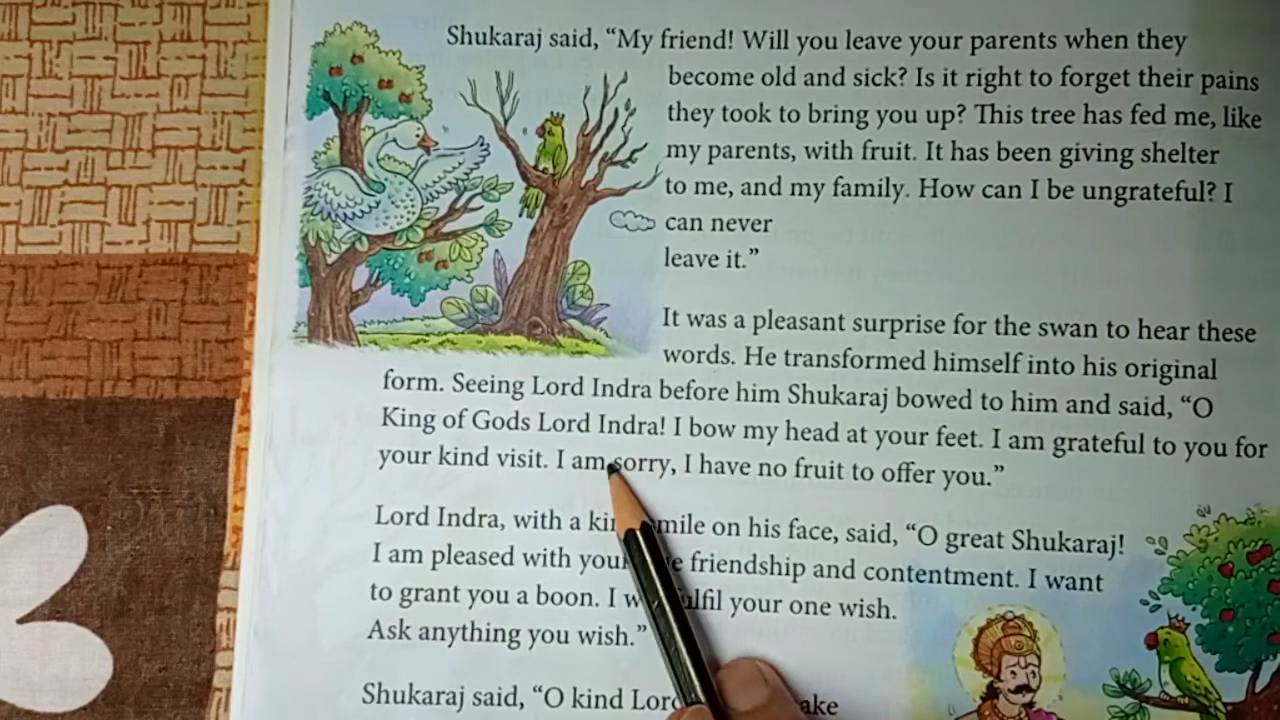 Shukaraj said, “My friend! Will you leave your parents when they
become old and sick? Is it right to forget their pains
they took to bring you up? This tree has fed me, like
my parents, with fruit. It has been giving shelter
to me, and my family. How can I be ungrateful? I
can never
leave it.”
It was a pleasant surprise for the swan to hear these
words. He transformed himself into his original
form. Seeing Lord Indra before him Shukaraj bowed to him and said, “O
King of Gods Lord Indra! I bow my head at your feet. I am grateful to you for
your kind visit. I am sorry, I have no fruit to offer you.”
Lord Indra, with a kind smile on his face, said, “O great Shukaraj!
I am pleased with your friendship and contentment. I want
to grant you a boon. I fulfil your one wish.
Ask anything you wish.”
Shukaraj said, “O kind Lord